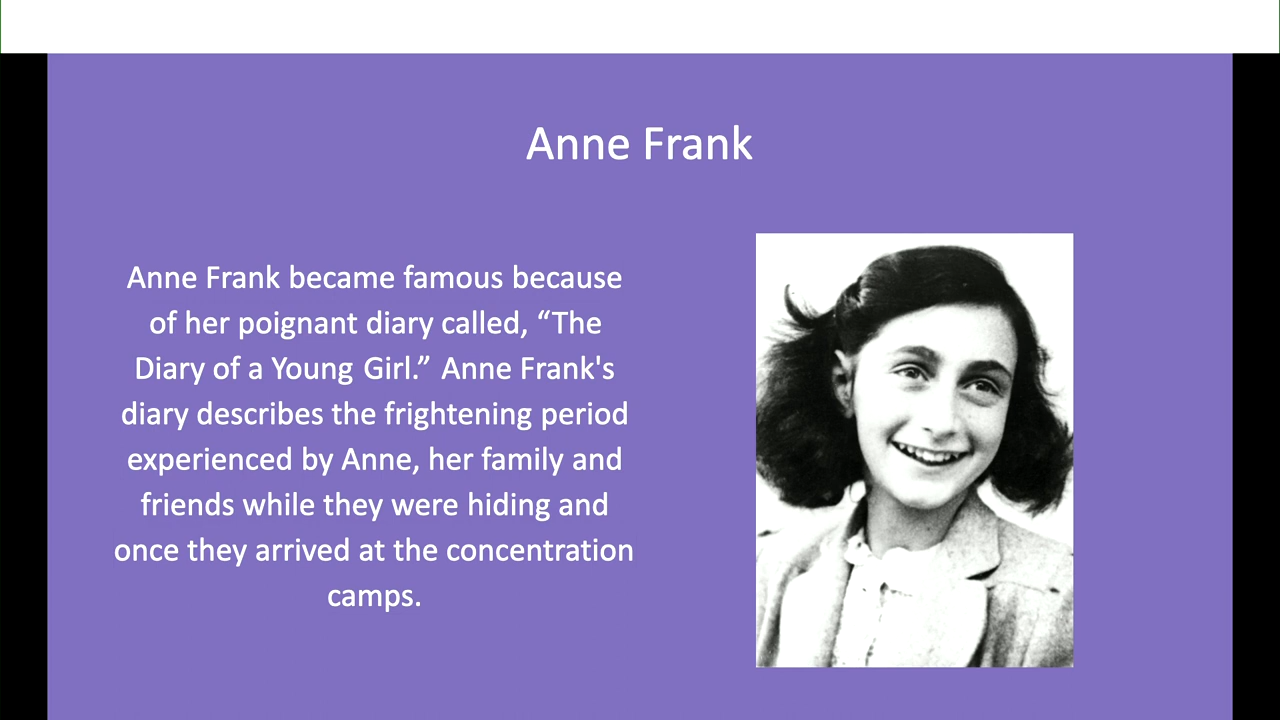 Anne Frank
Anne Frank became famous because
of her poignant diary called, “The
Diary of a Young Girl.” Anne Frank's
diary describes the frightening period
experienced by Anne, her family and
friends while they were hiding and
once they arrived at the concentration
camps.